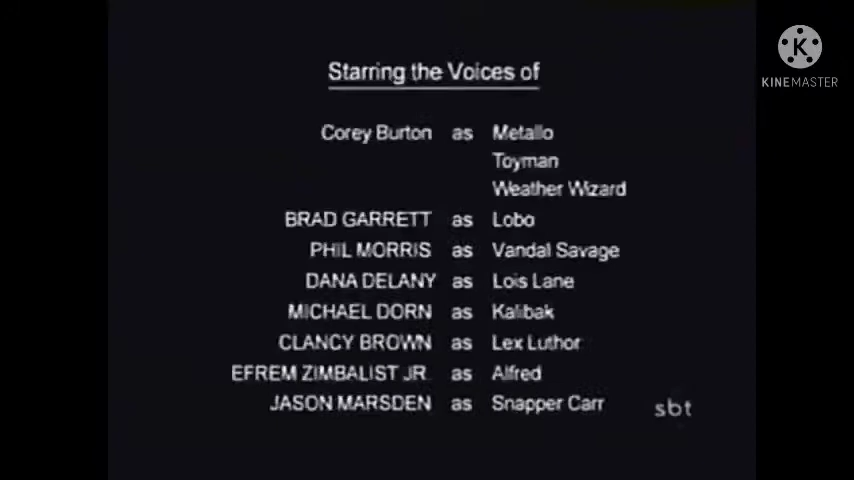 KINEMASTER
Starring the Voices of
Corey Burton as Metallo
Toyman
Weather Wizard
BRAD GARRETT as Lobo
PHIL MORRIS as Vandal Savage
DANA DELANY as Lois Lane
MICHAEL DORN as Kalibak
CLANCY BROWN as Lex Luthor
EFREM ZIMBALIST JR. as Alfred
JASON MARSDEN as Snapper Carr
sbt